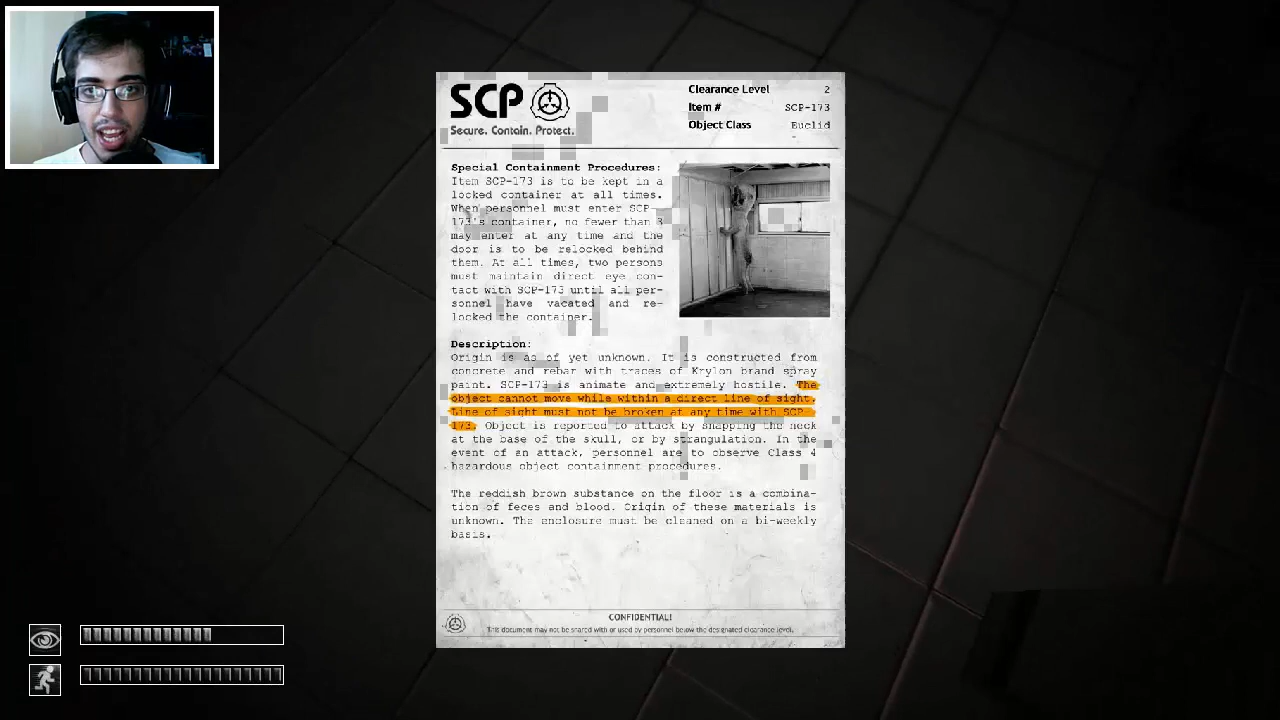 SCP
Secure. Contain. Protect.
Clearance Level 2
Item # SCP-173
Object Class Euclid
Special Containment Procedures:
Item SCP-173 is to be kept in a
locked container at all times.
When personnel must enter SCP-
173's container, no fewer than 3
may enter at any time and the
door is to be relocked behind
them. At all times, two persons
must maintain direct eye con-
tact with SCP-173 until all per-
sonnel have vacated and re-
locked the container.
Description:
Origin is as of yet unknown. It is constructed from
concrete and rebar with traces of Krylon brand spray
paint. SCP-173 is animate and extremely hostile. The
object cannot move while within a direct line of sight.
Line of sight must not be broken at any time with SCP-
173. Object is reported to attack by snapping the neck
at the base of the skull, or by strangulation. In the
event of an attack, personnel are to observe Class 4
hazardous object containment procedures.
The reddish brown substance on the floor is a combina-
tion of feces and blood. Origin of these materials is
unknown. The enclosure must be cleaned on a bi-weekly
basis.
CONFIDENTIAL!
This document may not be shared with or used by personnel below the designated clearance level.